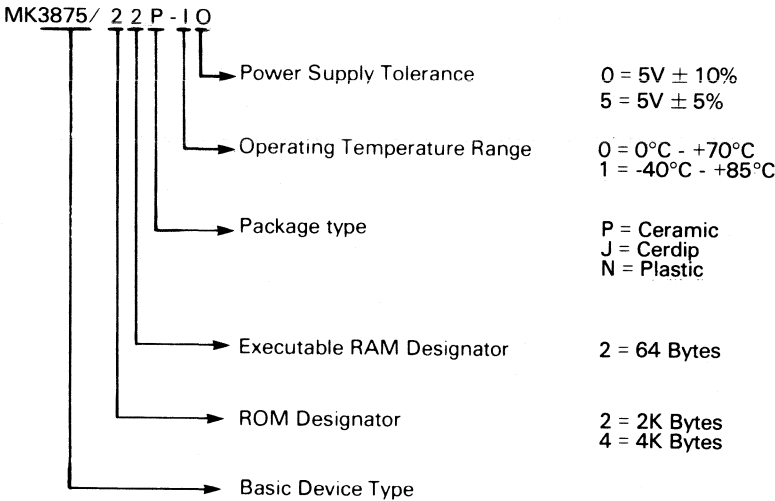 MK3875/ 2 2 P - 1 0
Power Supply Tolerance 0 = 5V ± 10%
5 = 5V ± 5%
Operating Temperature Range 0 = 0°C - +70°C
1 = -40°C - +85°C
Package type P = Ceramic
J = Cerdip
N = Plastic
Executable RAM Designator 2 = 64 Bytes
ROM Designator 2 = 2K Bytes
4 = 4K Bytes
Basic Device Type